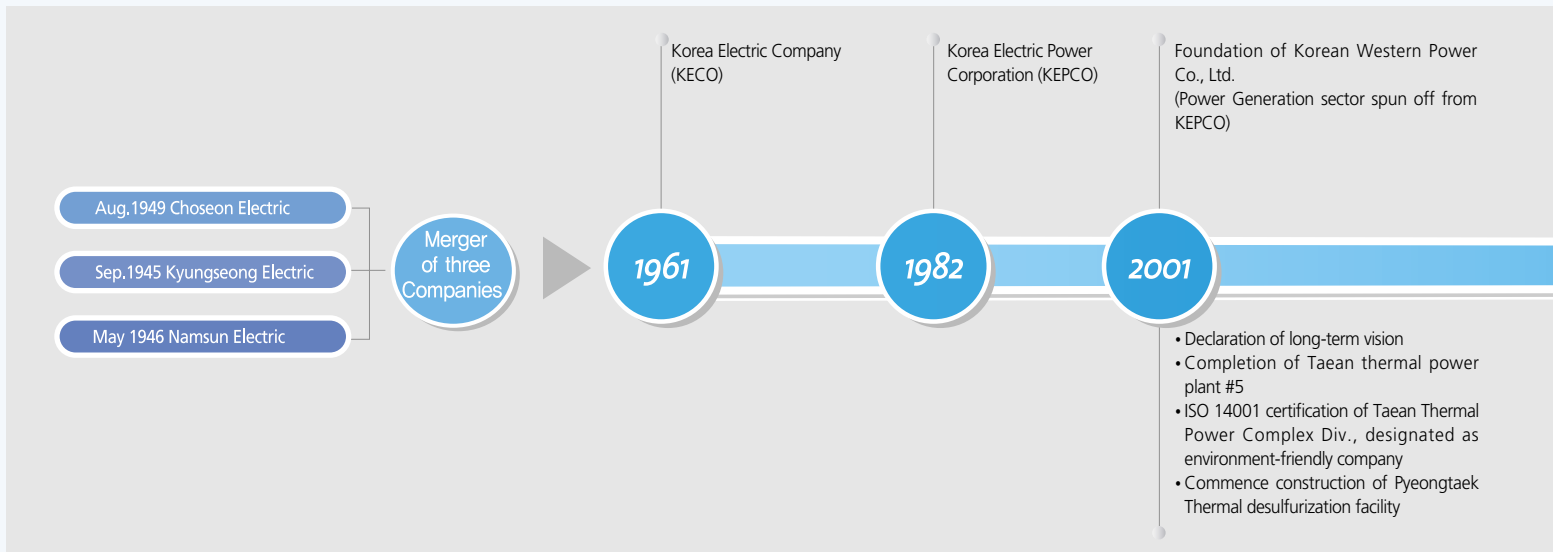 Korea Electric Company
(KECO)
Korea Electric Power
Corporation (KEPCO)
Foundation of Korean Western Power
Co., Ltd.
(Power Generation sector spun off from
KEPCO)
Aug.1949 Choseon Electric
Sep.1945 Kyungseong Electric
May 1946 Namsun Electric
Merger
of three
Companies
1961
1982
2001
• Declaration of long-term vision
• Completion of Taean thermal power
plant #5
• ISO 14001 certification of Taean Thermal
Power Complex Div., designated as
environment-friendly company
• Commence construction of Pyeongtaek
Thermal desulfurization facility